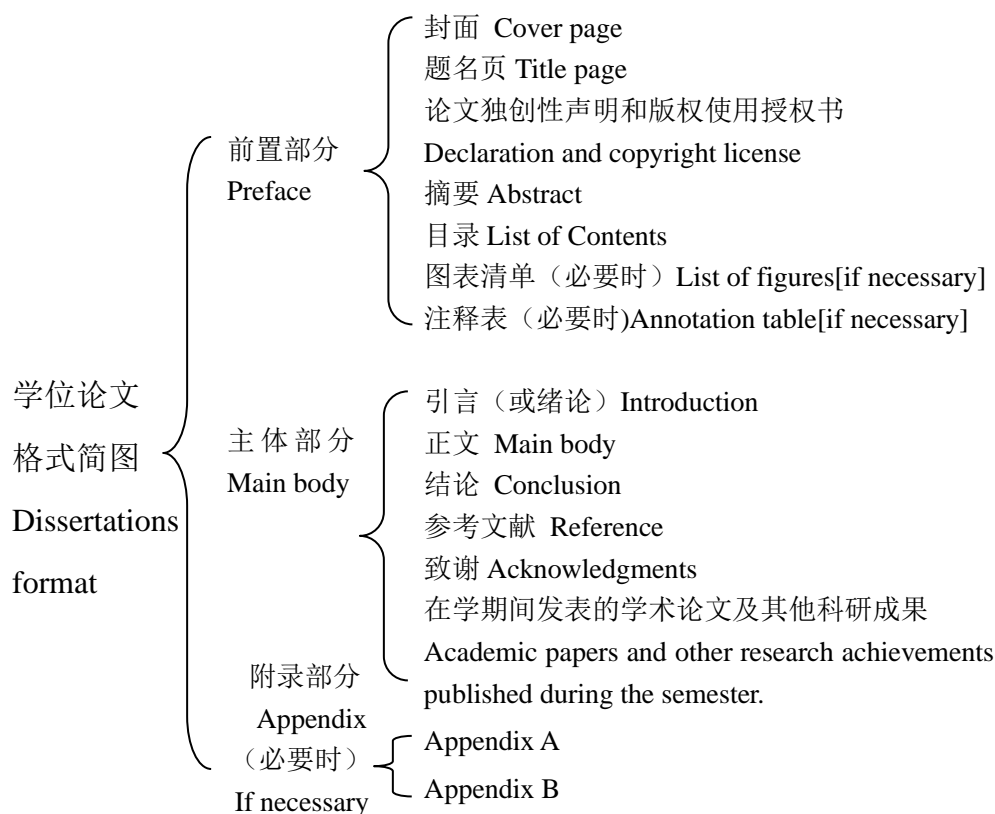 学位论文
格式简图
Dissertations
format
前置部分
Preface
封面 Cover page
题名页 Title page
论文独创性声明和版权使用授权书
Declaration and copyright license
摘要 Abstract
目录 List of Contents
图表清单（必要时）List of figures[if necessary]
注释表（必要时)Annotation table[if necessary]
主体部分
Main body
引言（或绪论）Introduction
正文 Main body
结论 Conclusion
参考文献 Reference
致谢 Acknowledgments
在学期间发表的学术论文及其他科研成果
Academic papers and other research achievements
published during the semester.
附录部分
Appendix
（必要时）
If necessary
Appendix A
Appendix B